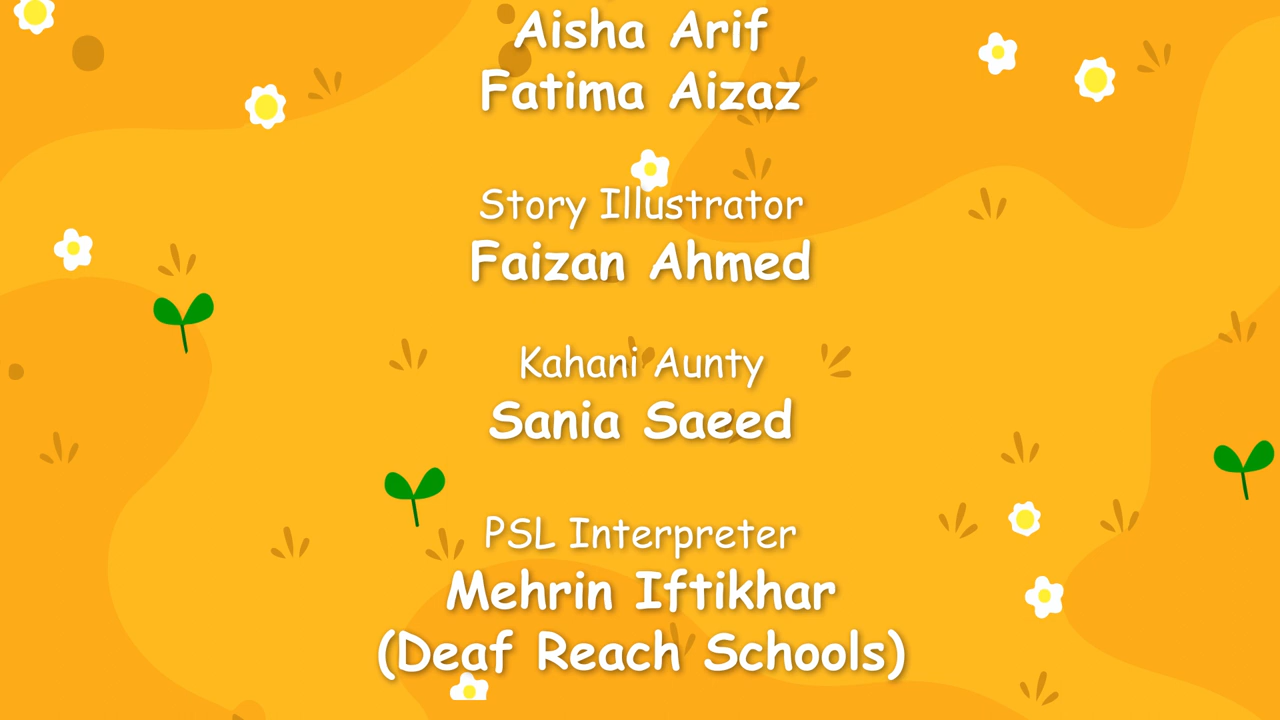 Aisha Arif
Fatima Aizaz
Story Illustrator
Faizan Ahmed
Kahani Aunty
Sania Saeed
PSL Interpreter
Mehrin Iftikhar
(Deaf Reach Schools)